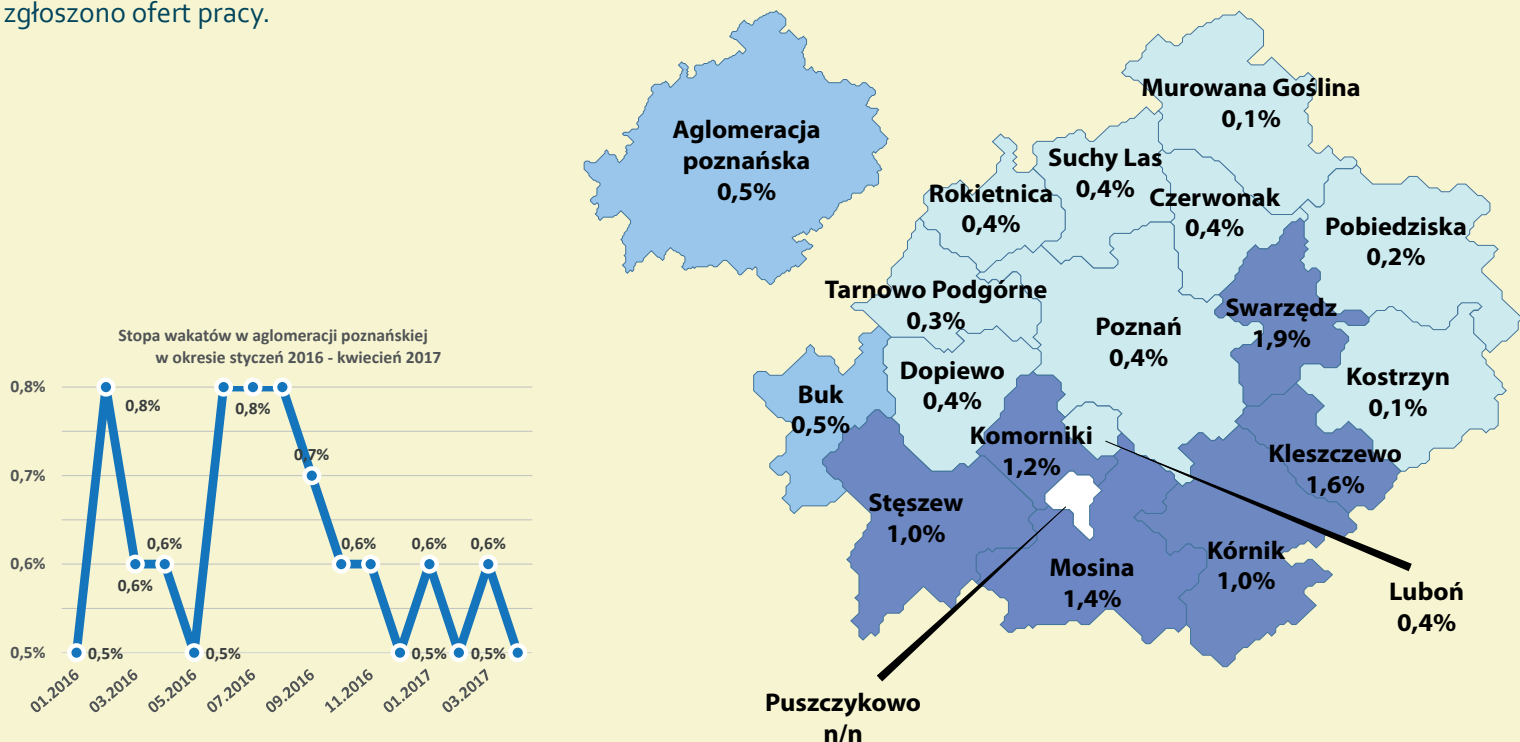 zgłoszono ofert pracy.
Aglomeracja
poznańska
0,5%
Murowana Goślina
0,1%
Suchy Las
0,4%
Rokietnica
0,4%
Czerwonak
0,4%
Pobiedziska
0,2%
Tarnowo Podgórne
0,3%
Poznań
0,4%
Swarzędz
1,9%
Buk
0,5%
Dopiewo
0,4%
Kostrzyn
0,1%
Komorniki
1,2%
Kleszczewo
1,6%
Stęszew
1,0%
Mosina
1,4%
Kórnik
1,0%
Luboń
0,4%
Puszczykowo
n/n
Stopa wakatów w aglomeracji poznańskiej
w okresie styczeń 2016 - kwiecień 2017
0,8%
0,7%
0,6%
0,5%
0,5%
0,8%
0,6%
0,6%
0,5%
0,8%
0,7%
0,6%
0,6%
0,5%
0,6%
0,5%
01.2016
03.2016
05.2016
07.2016
09.2016
11.2016
01.2017
03.2017